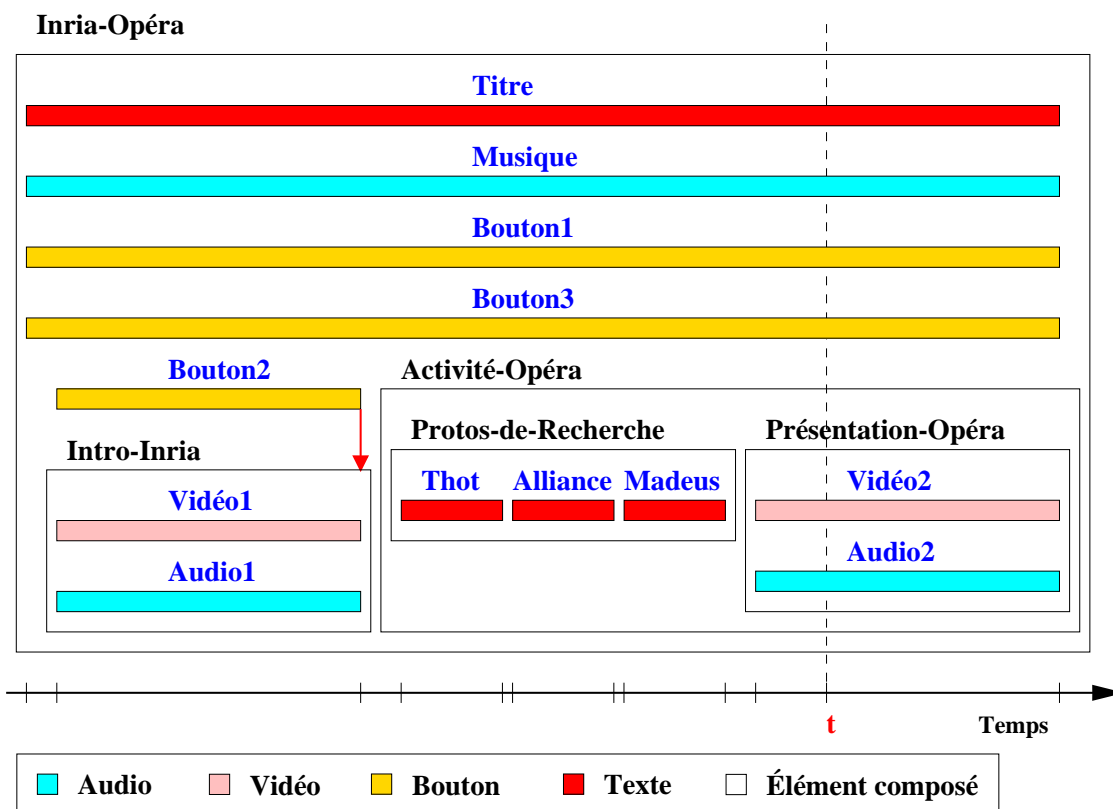 Inria-Opéra
Titre
Musique
Bouton1
Bouton3
Bouton2
Activité-Opéra
Protos-de-Recherche
Présentation-Opéra
Intro-Inria
Thot Alliance Madeus
Vidéo2
Vidéo1
Audio2
Audio1
t
Temps
Audio Vidéo Bouton Texte Élément composé